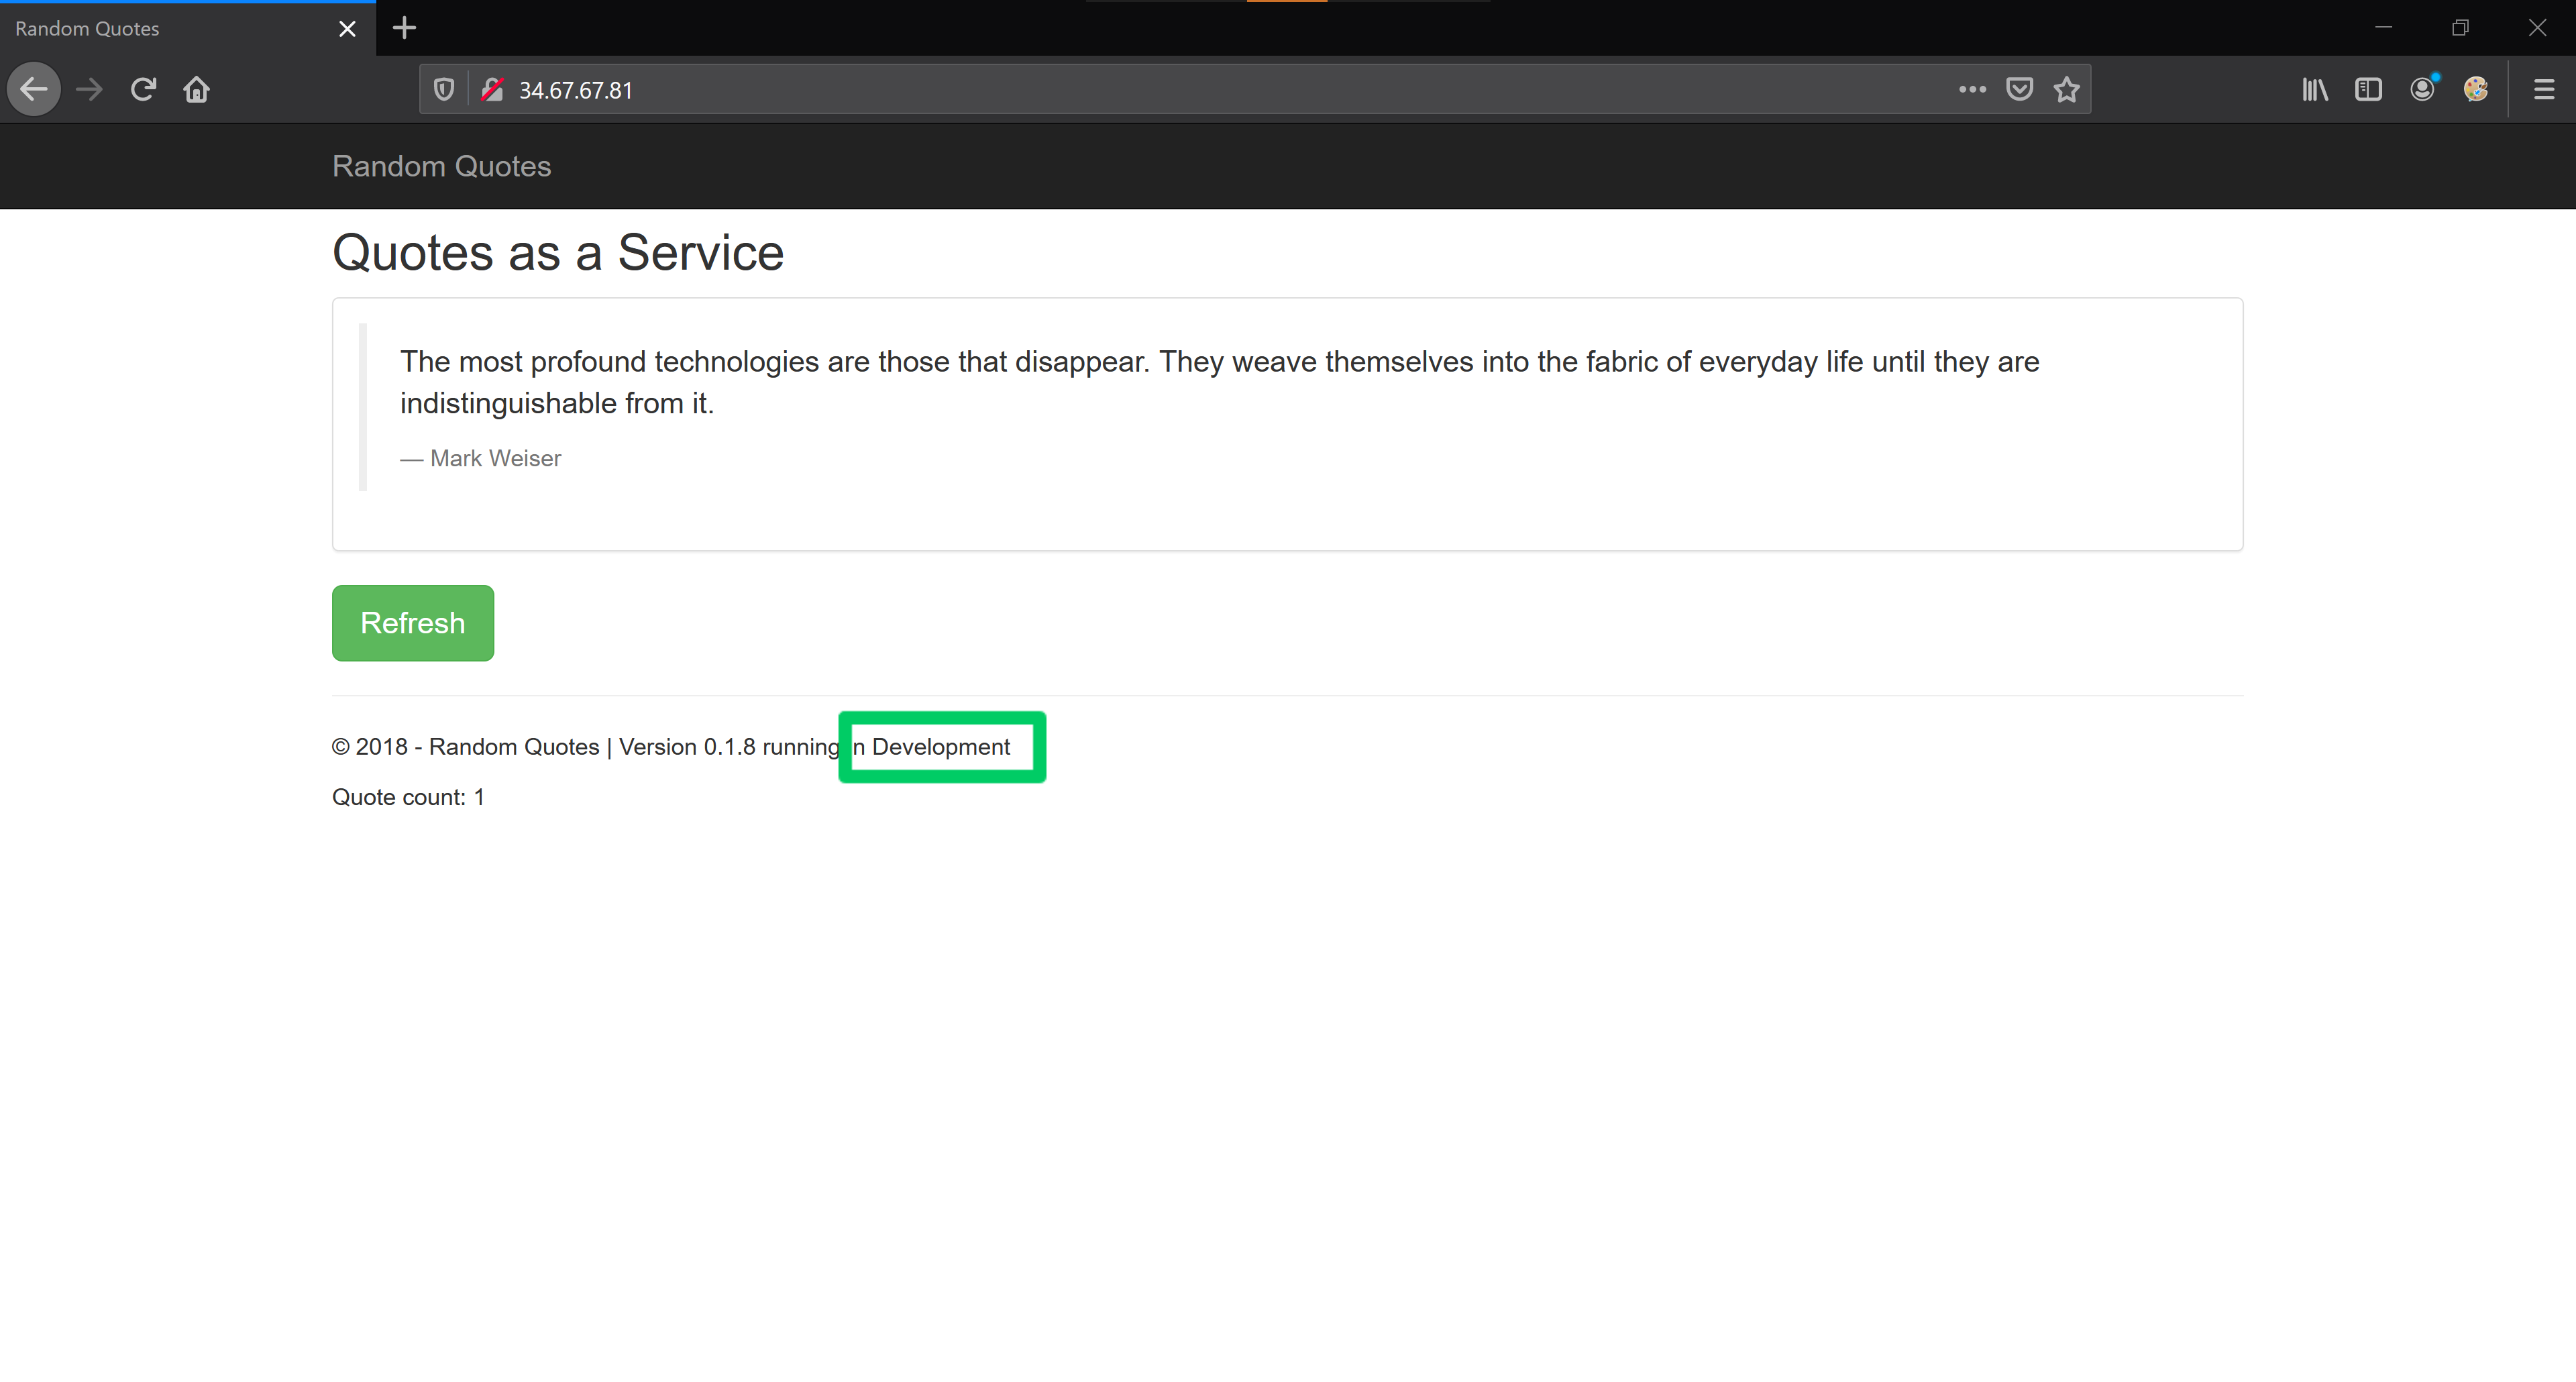 Random Quotes
34.67.67.81
Random Quotes
Quotes as a Service
The most profound technologies are those that disappear. They weave themselves into the fabric of everyday life until they are
indistinguishable from it.
— Mark Weiser
Refresh
© 2018 - Random Quotes | Version 0.1.8 running in Development
Quote count: 1